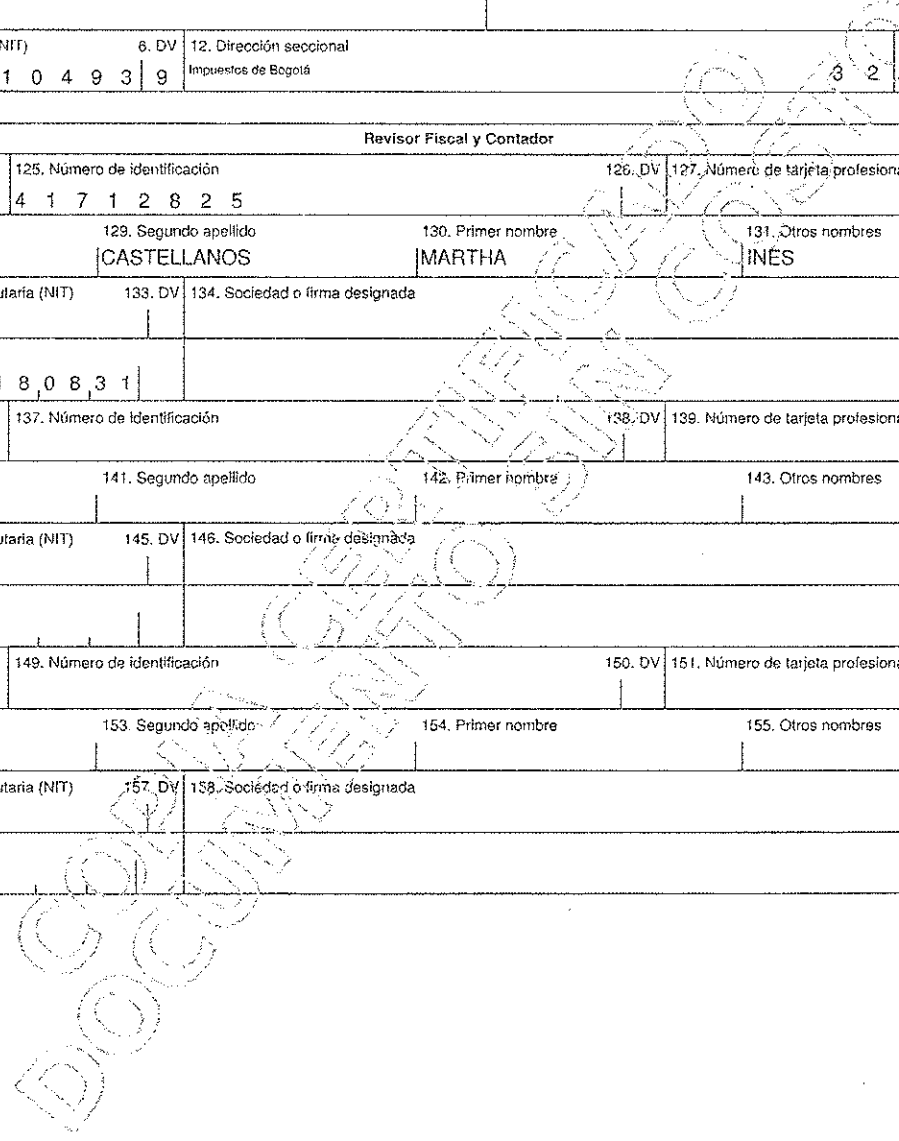 NIT) 6. DV 12. Dirección seccional
1 0 4 9 3 9 Impuestos de Bogotá 3 2
Revisor Fiscal y Contador
125. Número de identificación 126. DV 127. Número de tarjeta profesiona
4 1 7 1 2 8 2 5
129. Segundo apellido 130. Primer nombre 131. Otros nombres
CASTELLANOS MARTHA INES
utaria (NIT) 133. DV 134. Sociedad o firma designada
8 0 8 3 1
137. Número de identificación 138. DV 139. Número de tarjeta profesiona
141. Segundo apellido 142. Primer nombre 143. Otros nombres
utaria (NIT) 145. DV 146. Sociedad o firma designada
149. Número de identificación 150. DV 151. Número de tarjeta profesiona
153. Segundo apellido 154. Primer nombre 155. Otros nombres
utaria (NIT) 157. DV 158. Sociedad o firma designada
COPIA CERTIFICADO
DOCUMENTO SIN COSTO